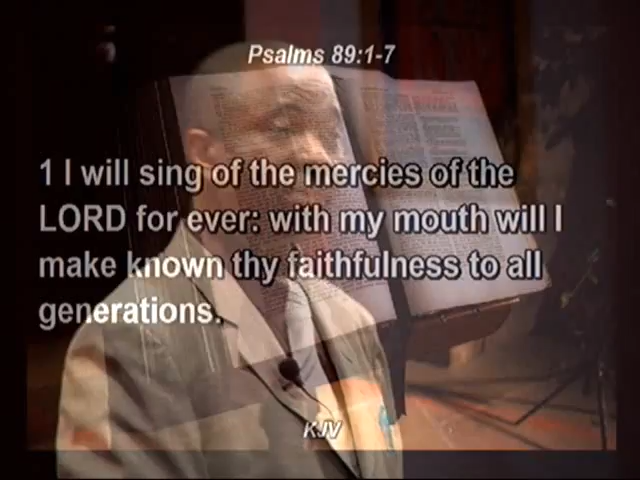 Psalms 89:1-7
1 I will sing of the mercies of the
LORD for ever: with my mouth will I
make known thy faithfulness to all
generations.
KJV